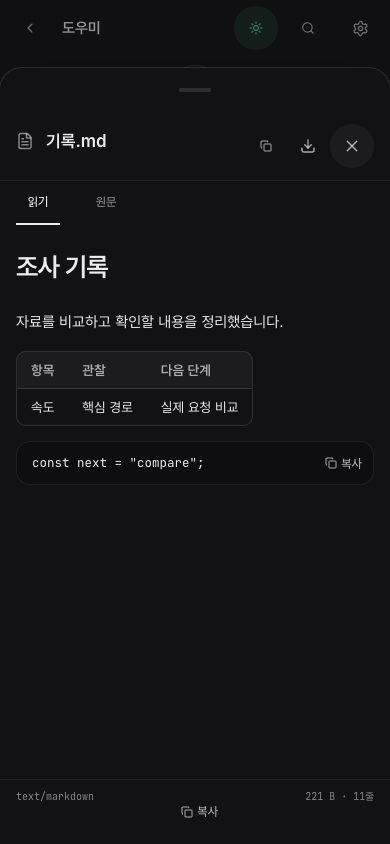 도우미
기록.md
읽기 원문
조사 기록
자료를 비교하고 확인할 내용을 정리했습니다.
항목 관찰 다음 단계
속도 핵심 경로 실제 요청 비교
const next = "compare"; 복사
text/markdown 221 B · 11줄
복사